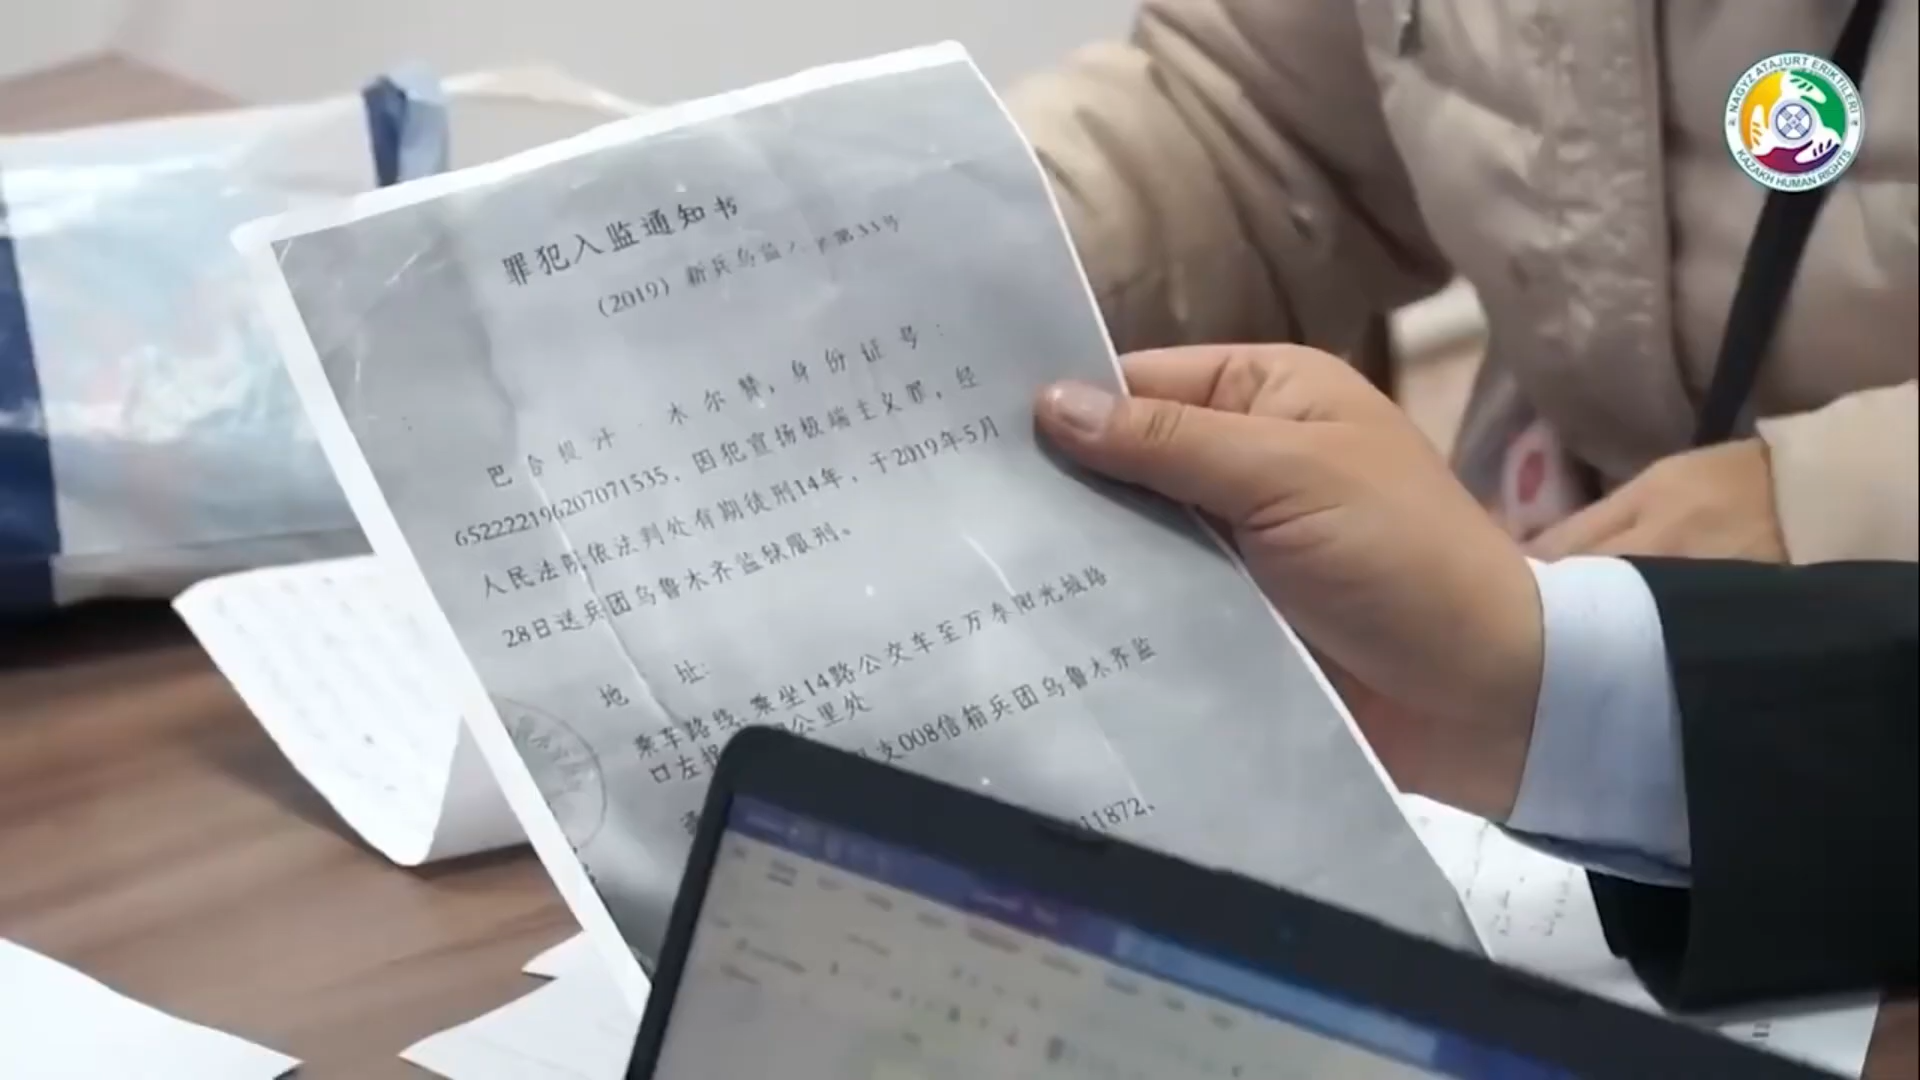 NAGYZ ATAJURT ERIKTILERI
KAZAKH HUMAN RIGHTS
罪犯入监通知书
(2019) 新兵乌监 第33号
巴合提汗·木尔赞，身份证号：
652222196207071535，因犯宣扬极端主义罪，经
人民法院依法判处有期徒刑14年，于2019年5月
28日送兵团乌鲁木齐监狱服刑。
地 址：
乘车路线：乘坐14路公交车至万泰阳光城路
口左拐 公里处
008信箱兵团乌鲁木齐监
11872、